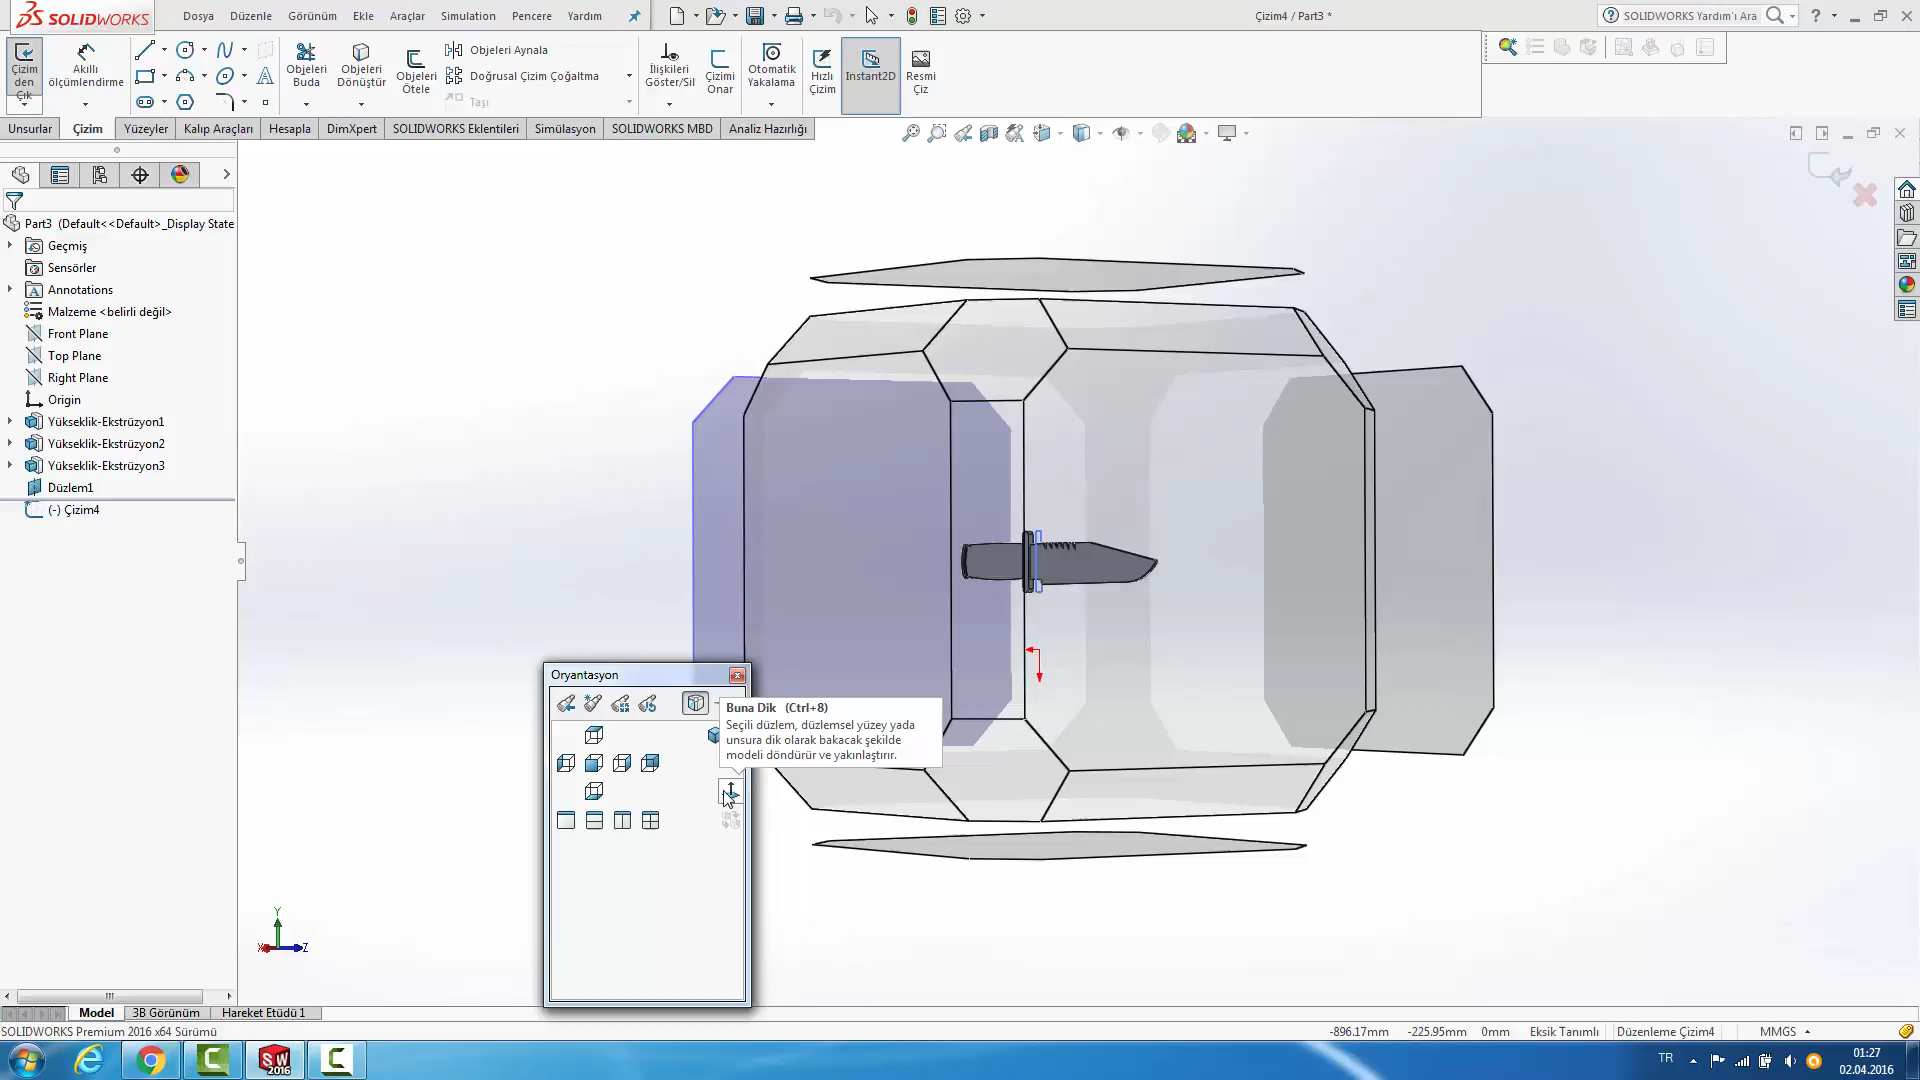 SOLIDWORKS
Dosya Düzenle Görünüm Ekle Araçlar Simulation Pencere Yardım
Çizim4 / Part3 *
SOLIDWORKS Yardım'ı Ara
Çizim
den
Çık
Akıllı
ölçümlendirme
Objeleri
Buda
Objeleri
Dönüştür
Objeleri
Ötele
Objeleri Aynala
Doğrusal Çizim Çoğaltma
Taşı
İlişkileri
Göster/Sil
Çizimi
Onar
Otomatik
Yakalama
Hızlı
Çizim
Instant2D
Resmi
Çiz
Unsurlar Çizim Yüzeyler Kalıp Araçları Hesapla DimXpert SOLIDWORKS Eklentileri Simülasyon SOLIDWORKS MBD Analiz Hazırlığı
Part3 (Default<<Default>_Display State
Geçmiş
Sensörler
Annotations
Malzeme <belirli değil>
Front Plane
Top Plane
Right Plane
Origin
Yükseklik-Ekstrüzyon1
Yükseklik-Ekstrüzyon2
Yükseklik-Ekstrüzyon3
Düzlem1
(-) Çizim4
Oryantasyon
Buna Dik (Ctrl+8)
Seçili düzlem, düzlemsel yüzey yada
unsura dik olarak bakacak şekilde
modeli döndürür ve yakınlaştırır.
Y
X Z
Model 3B Görünüm Hareket Etüdü 1
SOLIDWORKS Premium 2016 x64 Sürümü
-896.17mm -225.95mm 0mm Eksik Tanımlı Düzenleme Çizim4 MMGS
SW
2016
TR
01:27
02.04.2016